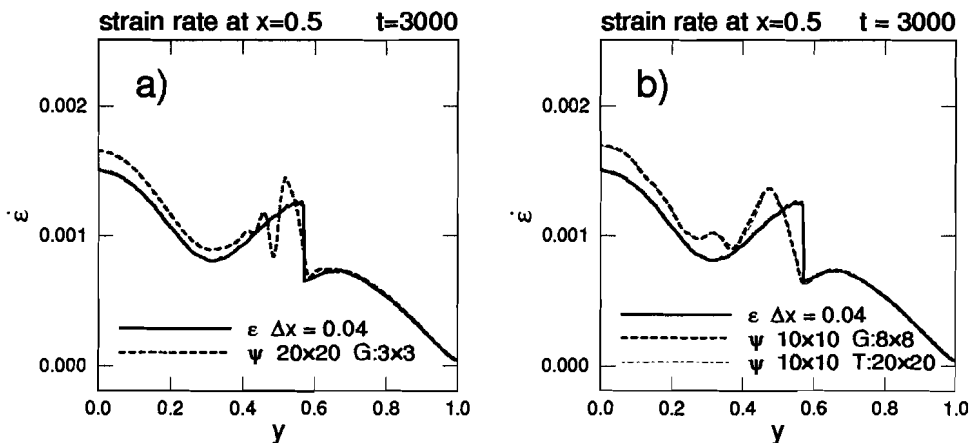 strain rate at x=0.5 t=3000
a)
0.002
0.001
0.000
ε̇
ε Δx = 0.04
ψ 20×20 G:3×3
0.0 0.2 0.4 0.6 0.8 1.0
y
strain rate at x=0.5 t = 3000
b)
0.002
0.001
0.000
ε̇
ε Δx = 0.04
ψ 10×10 G:8×8
ψ 10×10 T:20×20
0.0 0.2 0.4 0.6 0.8 1.0
y